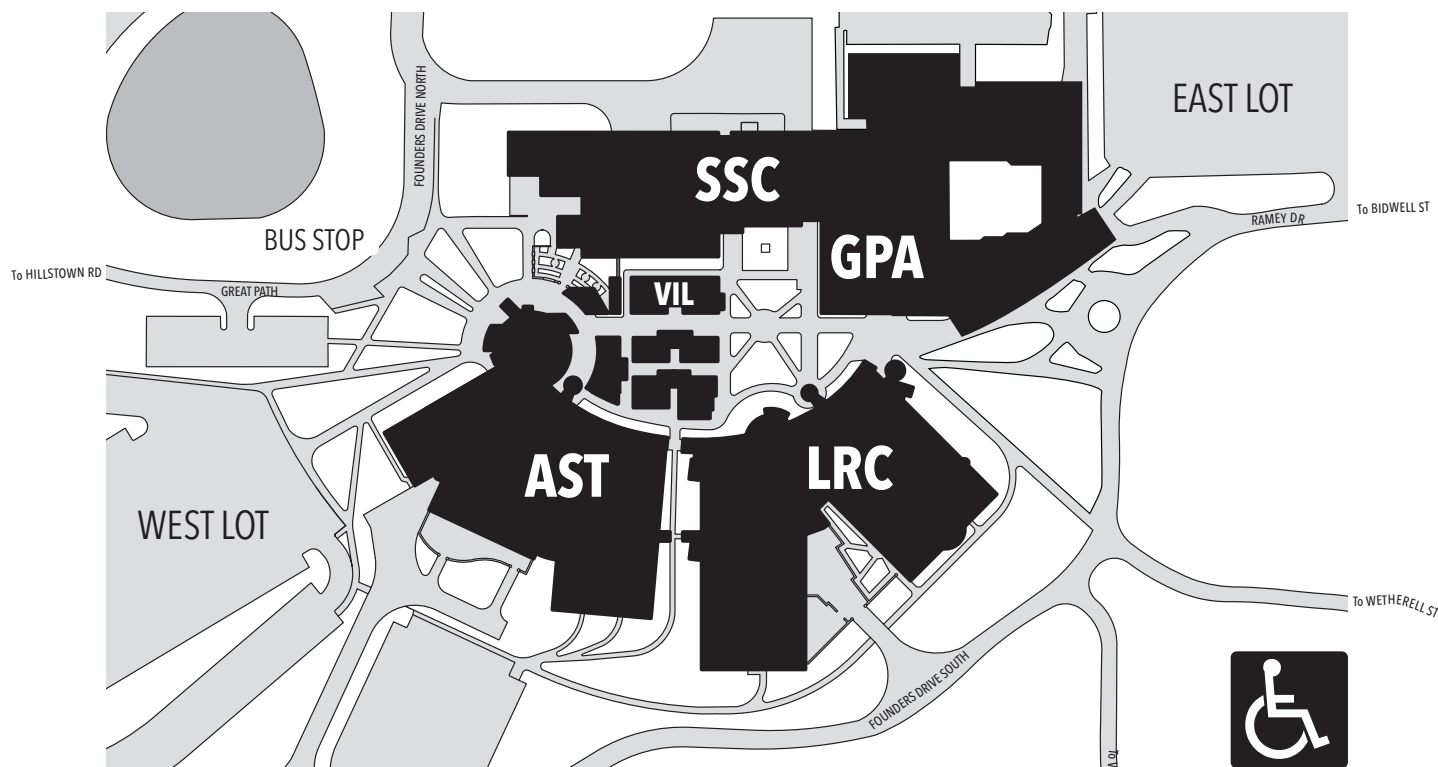 EAST LOT
FOUNDERS DRIVE NORTH
SSC
To BIDWELL ST
RAMEY DR
BUS STOP
GPA
To HILLSTOWN RD
GREAT PATH
VIL
AST
LRC
WEST LOT
To WETHERELL ST
FOUNDERS DRIVE SOUTH
To